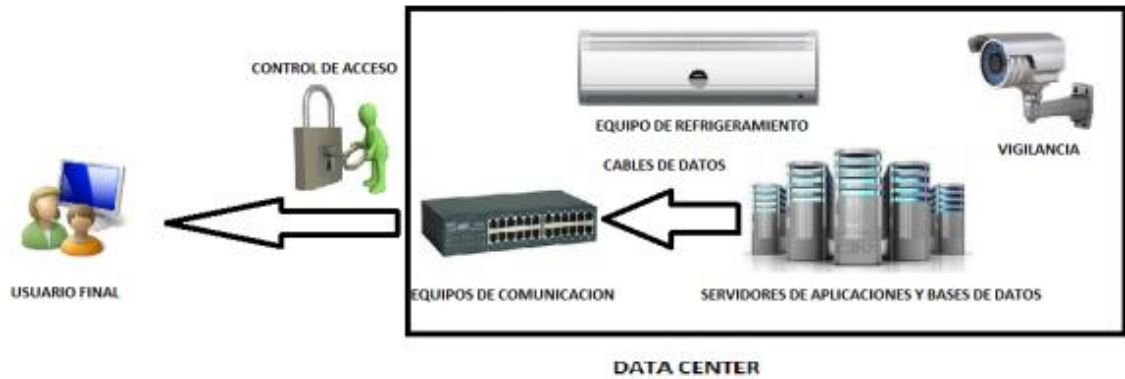 CONTROL DE ACCESO
EQUIPO DE REFRIGERAMIENTO
VIGILANCIA
CABLES DE DATOS
USUARIO FINAL
EQUIPOS DE COMUNICACION
SERVIDORES DE APLICACIONES Y BASES DE DATOS
DATA CENTER